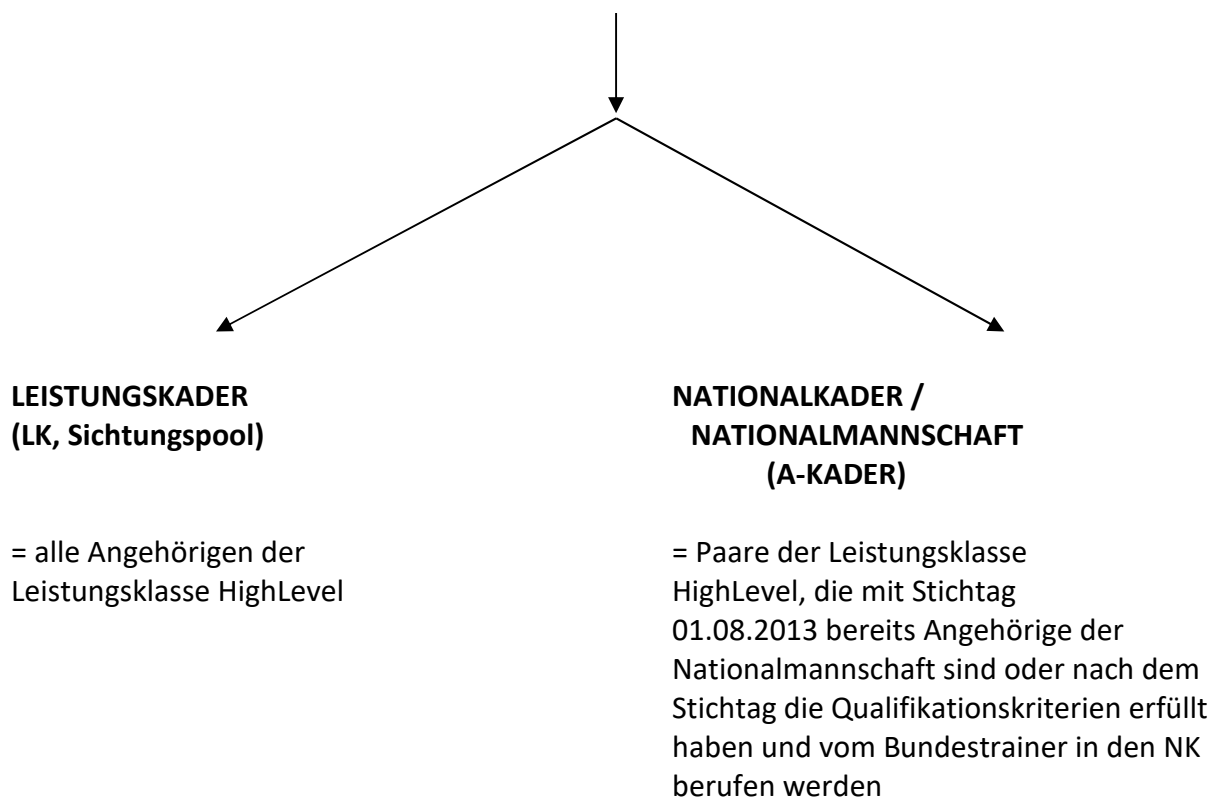 LEISTUNGSKADER
(LK, Sichtungspool)
= alle Angehörigen der
Leistungsklasse HighLevel
NATIONALKADER /
NATIONALMANNSCHAFT
(A-KADER)
= Paare der Leistungsklasse
HighLevel, die mit Stichtag
01.08.2013 bereits Angehörige der
Nationalmannschaft sind oder nach dem
Stichtag die Qualifikationskriterien erfüllt
haben und vom Bundestrainer in den NK
berufen werden